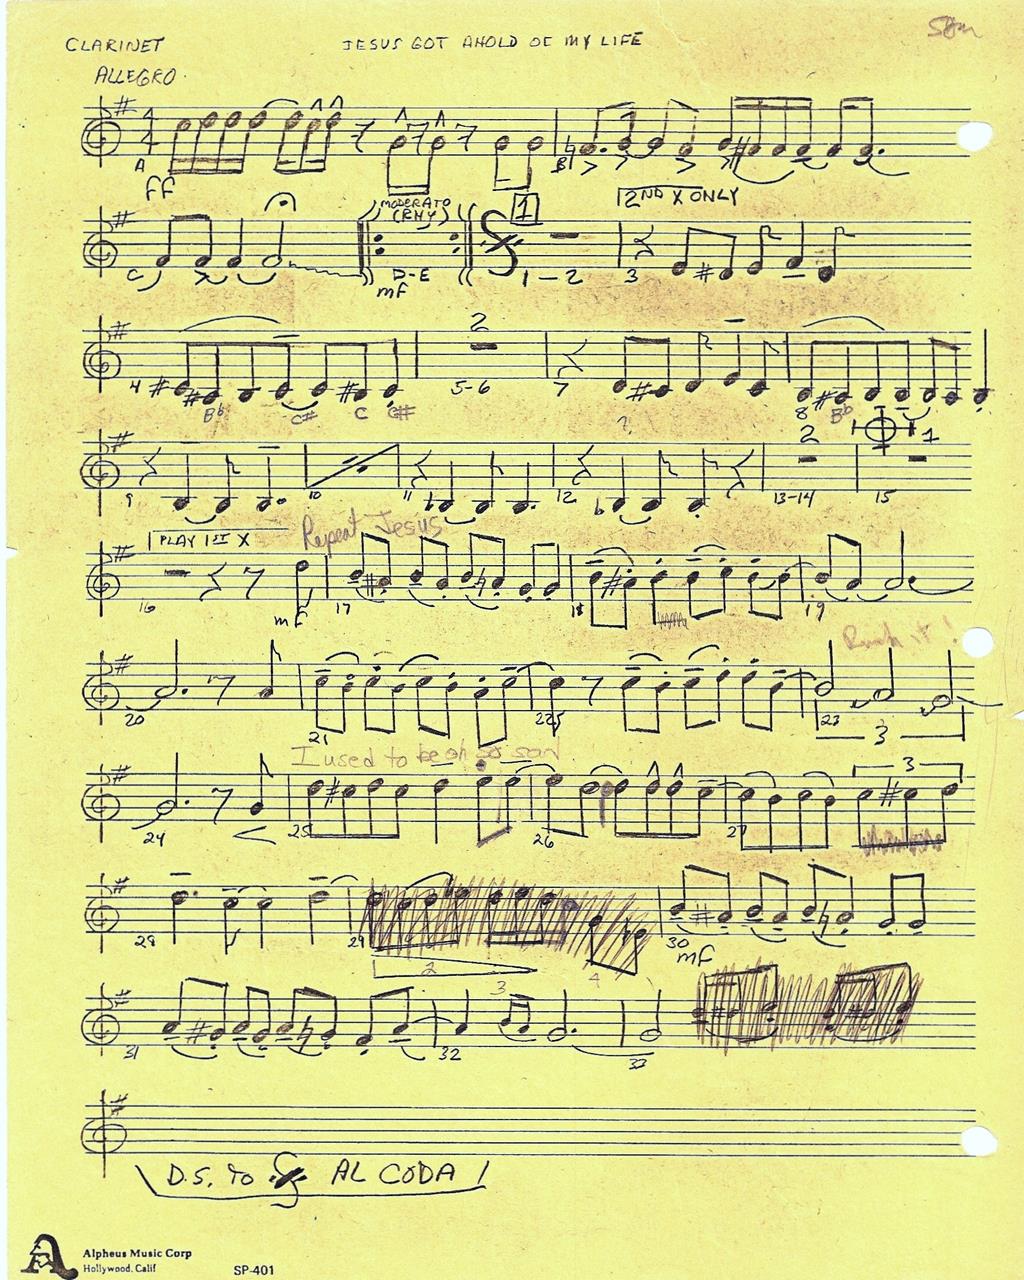 CLARINET JESUS GOT AHOLD OF MY LIFE
ALLEGRO.
A B
ff
MODERATO (RHY) 1 2ND X ONLY
C D-E 1-2 3
mf
2
4 5-6 7 8
Bb C# C C# ? Bb
2 1
9 10 11 12 13-14 15
PLAY 1ST X Repeat Jesus
16 17 18 19
mf
20 21 22 23
3
I used to be oh so
3
24 25 26 27
28 29 30
mf
2 3 4
31 32 33
D.S. TO AL CODA
Alpheus Music Corp
Hollywood, Calif SP-401